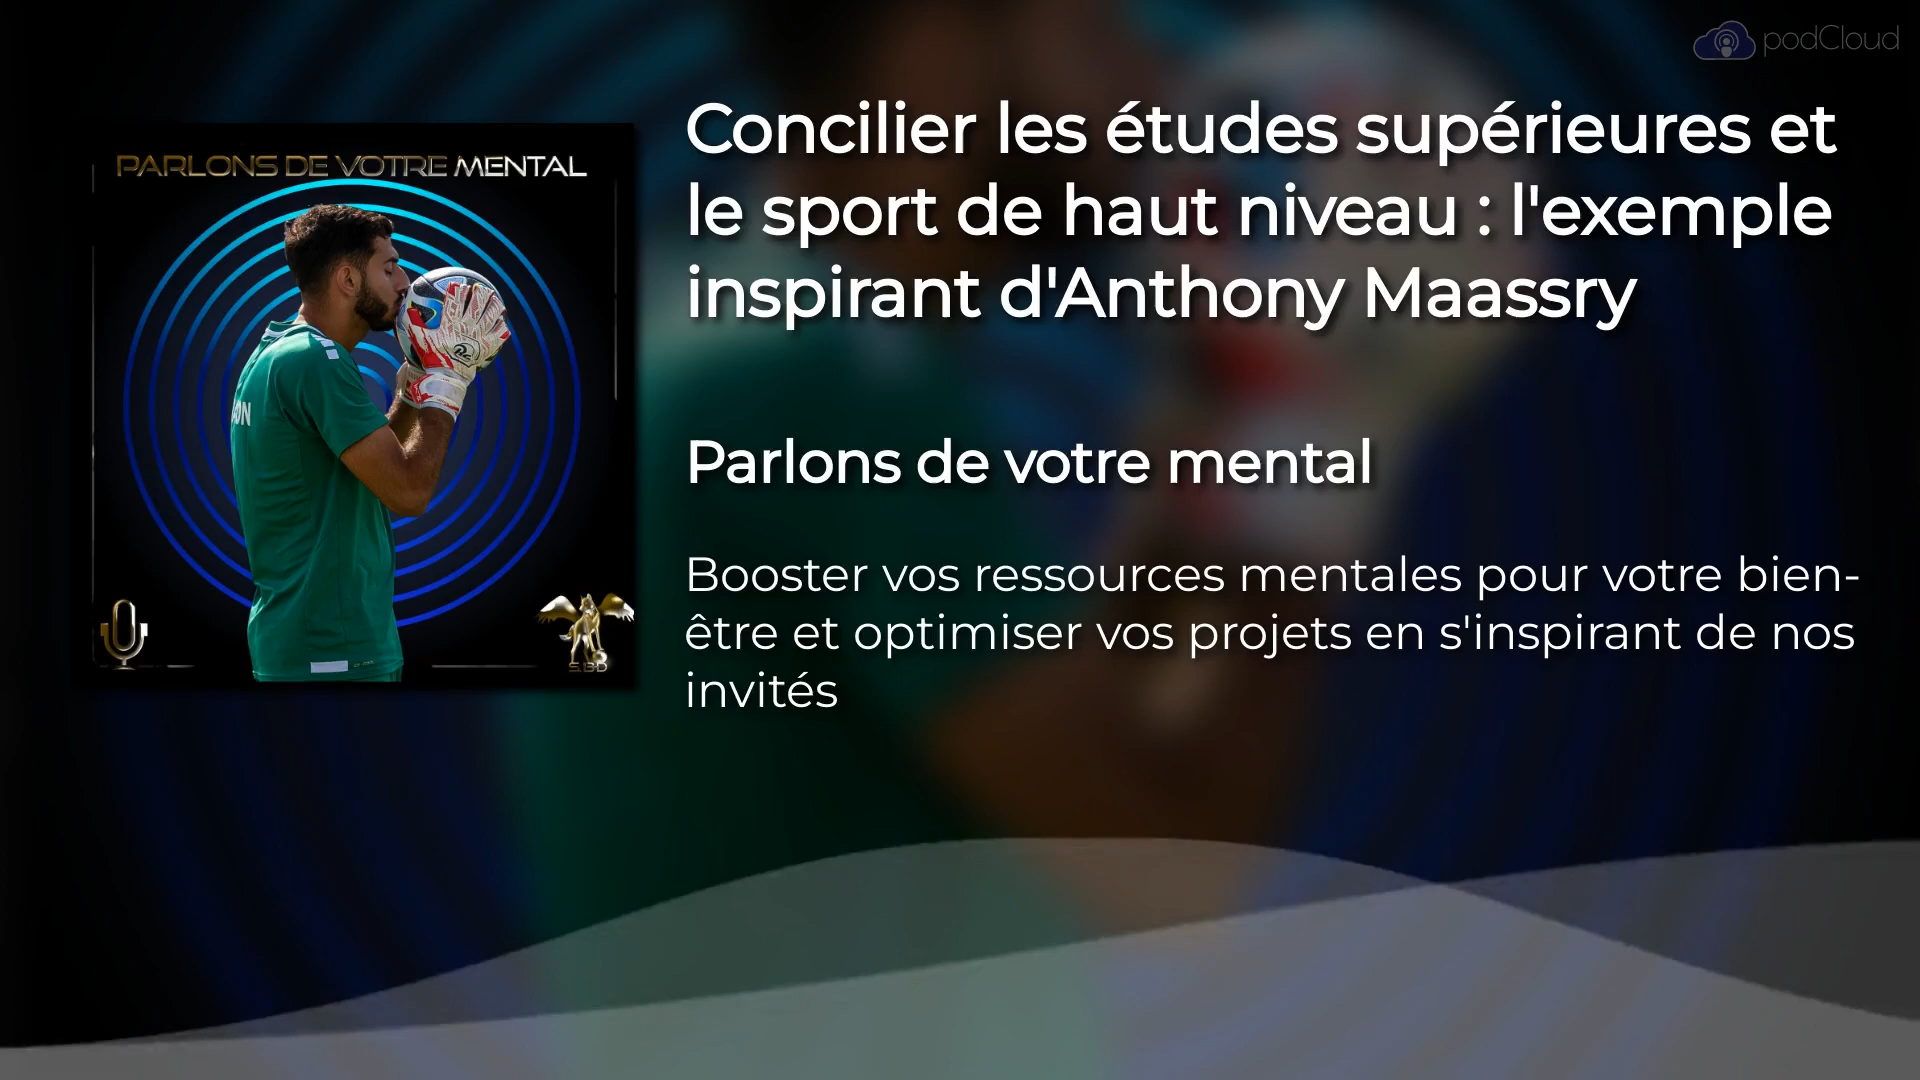 podCloud
PARLONS DE VOTRE MENTAL
S.B.D
Concilier les études supérieures et
le sport de haut niveau : l'exemple
inspirant d'Anthony Maassry
Parlons de votre mental
Booster vos ressources mentales pour votre bien-
être et optimiser vos projets en s'inspirant de nos
invités